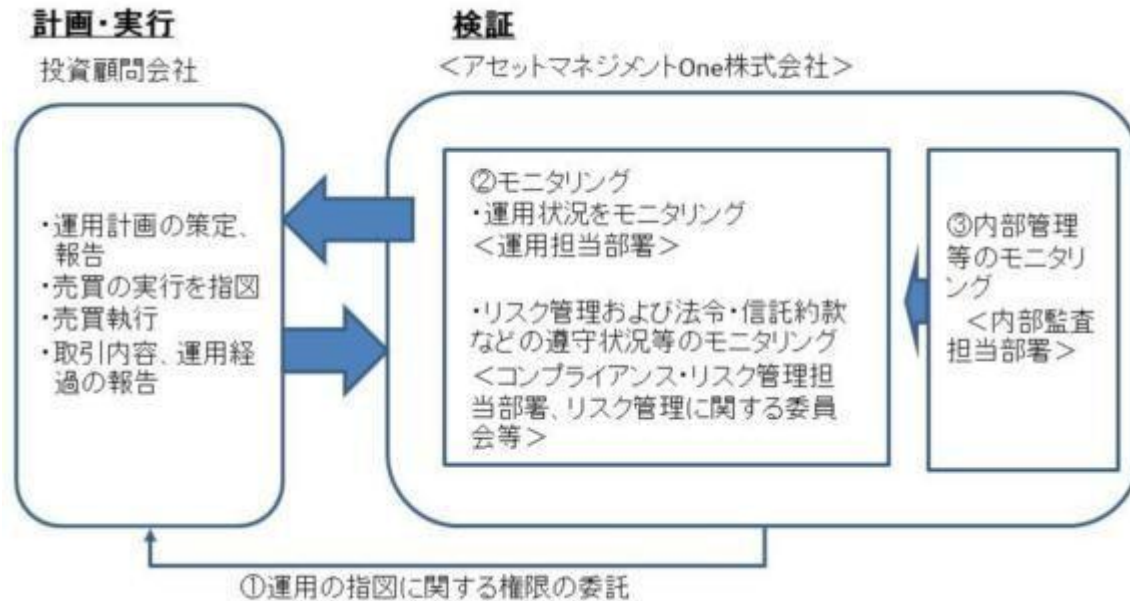 計画・実行
投資顧問会社
・運用計画の策定、
報告
・売買の実行を指図
・売買執行
・取引内容、運用経
過の報告
検証
＜アセットマネジメントOne株式会社＞
②モニタリング
・運用状況をモニタリング
＜運用担当部署＞
・リスク管理および法令・信託約款
などの遵守状況等のモニタリング
＜コンプライアンス・リスク管理担
当部署、リスク管理に関する委員
会等＞
③内部管理
等のモニタリ
ング
＜内部監査
担当部署＞
①運用の指図に関する権限の委託